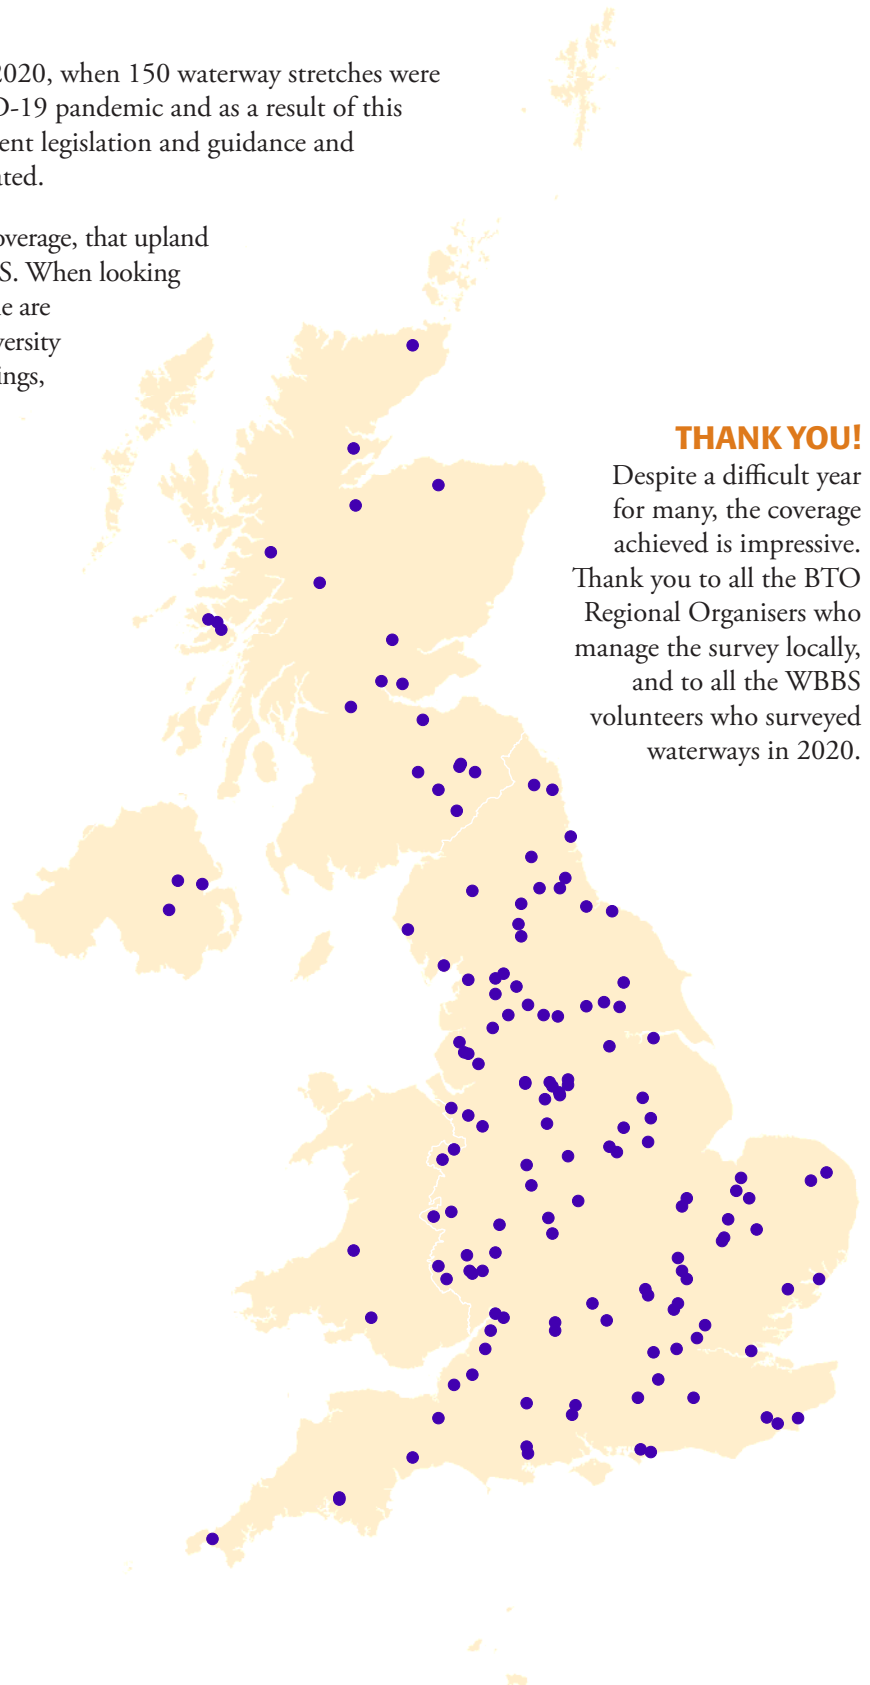 2020, when 150 waterway stretches were
D-19 pandemic and as a result of this
ent legislation and guidance and
ated.
overage, that upland
S. When looking
e are
versity
ings,
THANK YOU!
Despite a difficult year
for many, the coverage
achieved is impressive.
Thank you to all the BTO
Regional Organisers who
manage the survey locally,
and to all the WBBS
volunteers who surveyed
waterways in 2020.